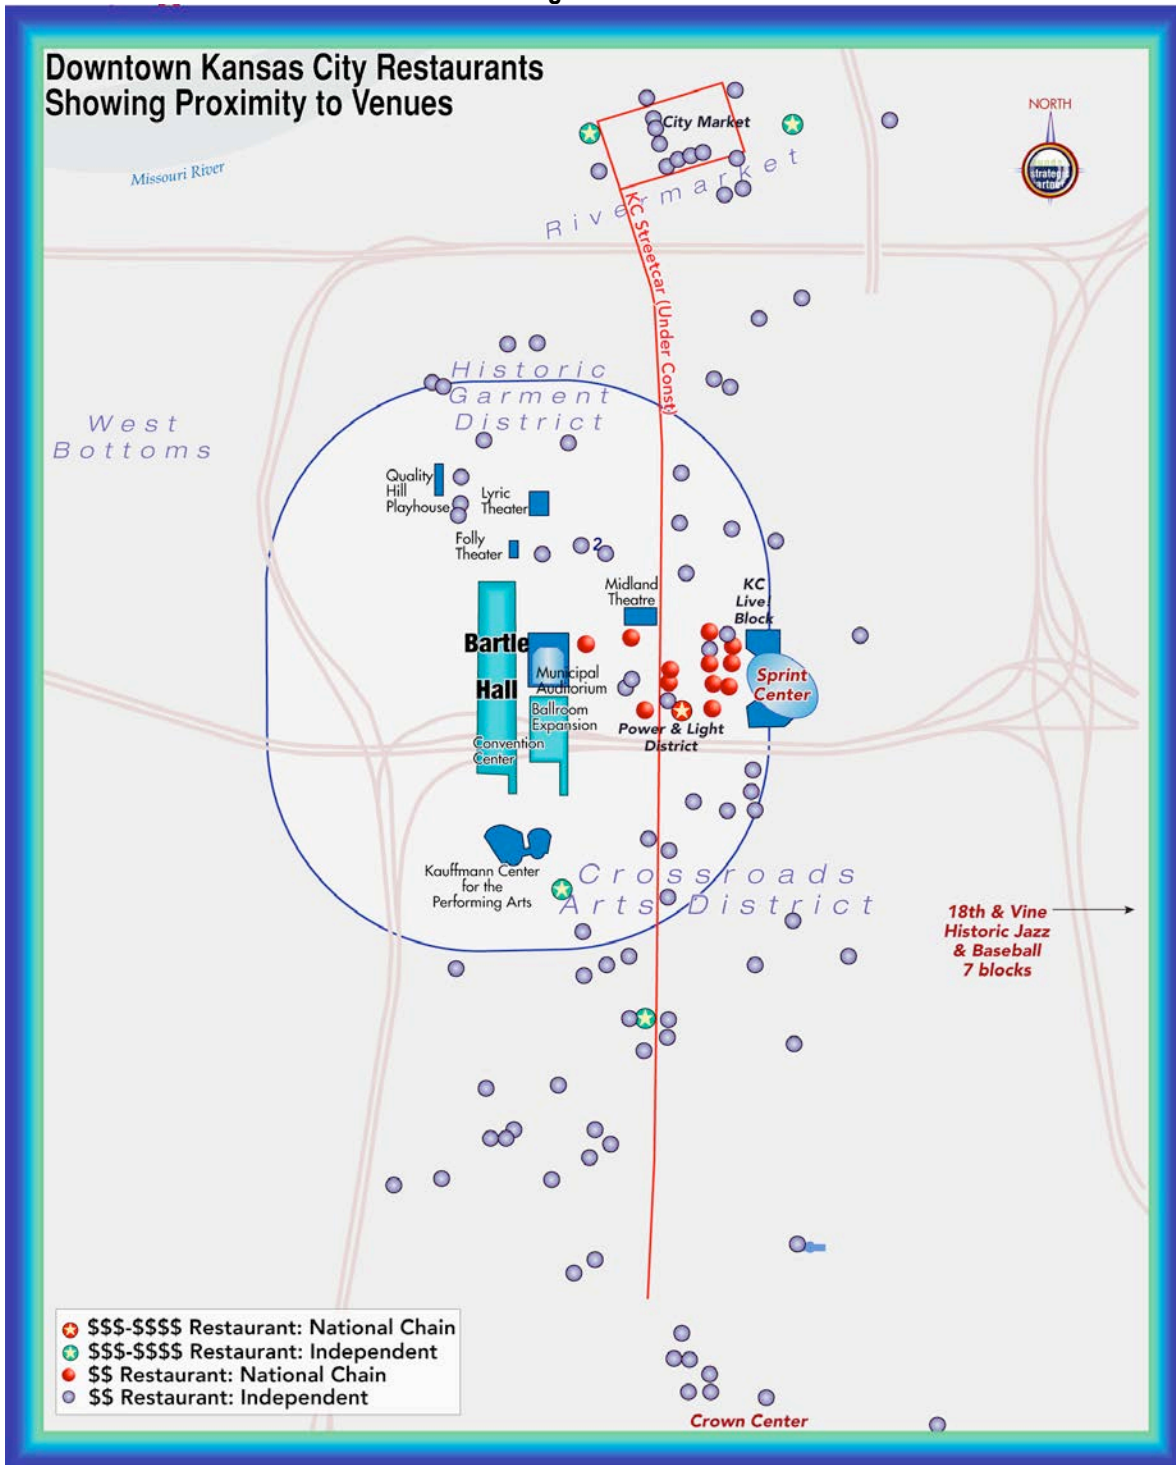 Downtown Kansas City Restaurants
Showing Proximity to Venues
City Market
NORTH
Missouri River
Rivermarket
KC Streetcar (Under Const)
Historic
Garment
District
West
Bottoms
Quality
Hill
Playhouse
Lyric
Theater
Folly
Theater
2
Midland
Theatre
KC
Live!
Block
Bartle
Hall
Municipal
Auditorium
Sprint
Center
Ballroom
Expansion
Power & Light
District
Convention
Center
Kauffmann Center
for the
Performing Arts
Crossroads
Arts District
18th & Vine
Historic Jazz
& Baseball
7 blocks
$$$-$$$$ Restaurant: National Chain
$$$-$$$$ Restaurant: Independent
$$ Restaurant: National Chain
$$ Restaurant: Independent
Crown Center